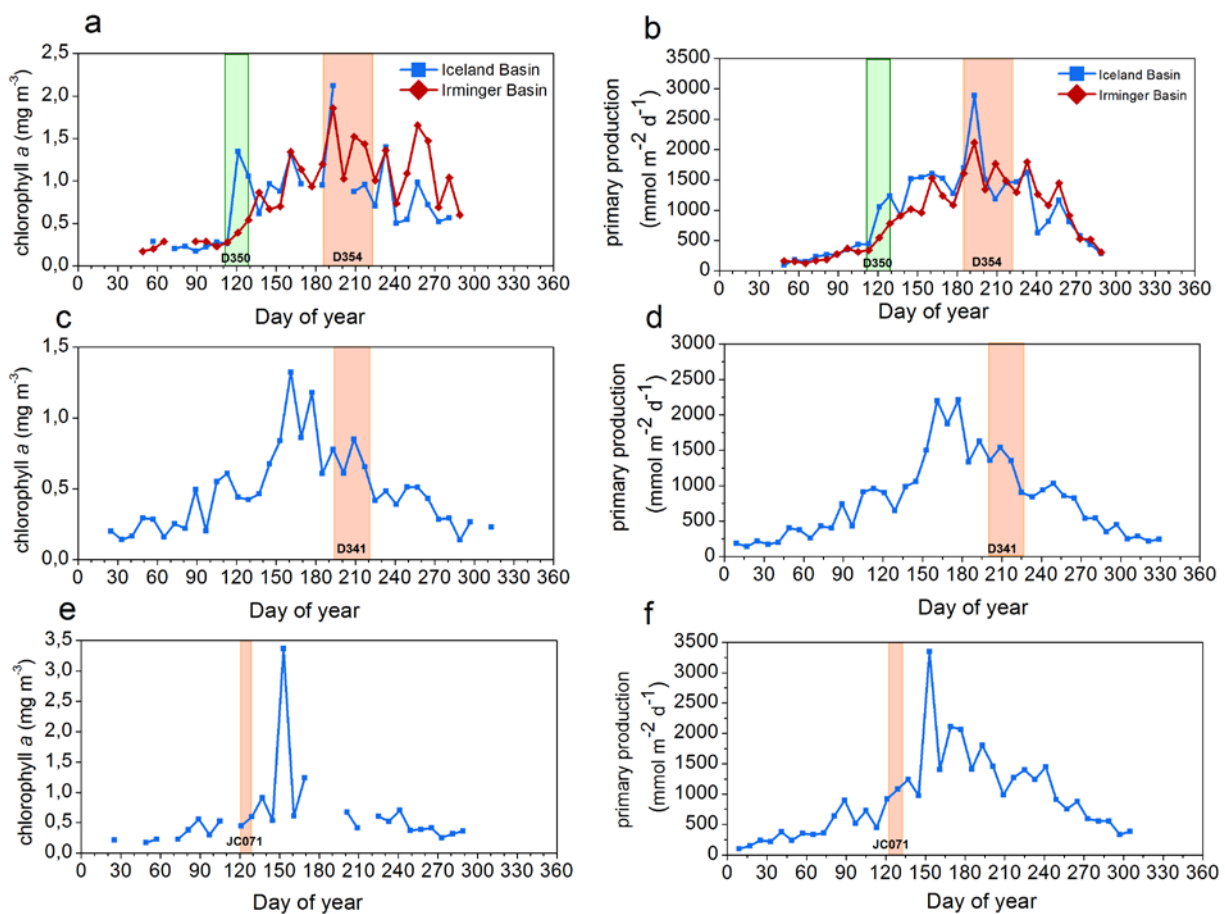 a
chlorophyll a (mg m-3)
2,5
2,0
1,5
1,0
0,5
0,0
Iceland Basin
Irminger Basin
D350
D354
0 30 60 90 120 150 180 210 240 270 300 330 360
Day of year
b
primary production
(mmol m-2 d-1)
3500
3000
2500
2000
1500
1000
500
0
Iceland Basin
Irminger Basin
D350
D354
0 30 60 90 120 150 180 210 240 270 300 330 360
Day of year
c
chlorophyll a (mg m-3)
1,5
1,0
0,5
0,0
D341
0 30 60 90 120 150 180 210 240 270 300 330 360
Day of year
d
primary production
(mmol m-2 d-1)
3000
2500
2000
1500
1000
500
0
D341
0 30 60 90 120 150 180 210 240 270 300 330 360
Day of year
e
chlorophyll a (mg m-3)
3,5
3,0
2,5
2,0
1,5
1,0
0,5
0,0
JC071
0 30 60 90 120 150 180 210 240 270 300 330 360
Day of year
f
primary production
(mmol m-2 d-1)
3500
3000
2500
2000
1500
1000
500
0
JC071
0 30 60 90 120 150 180 210 240 270 300 330 360
Day of year